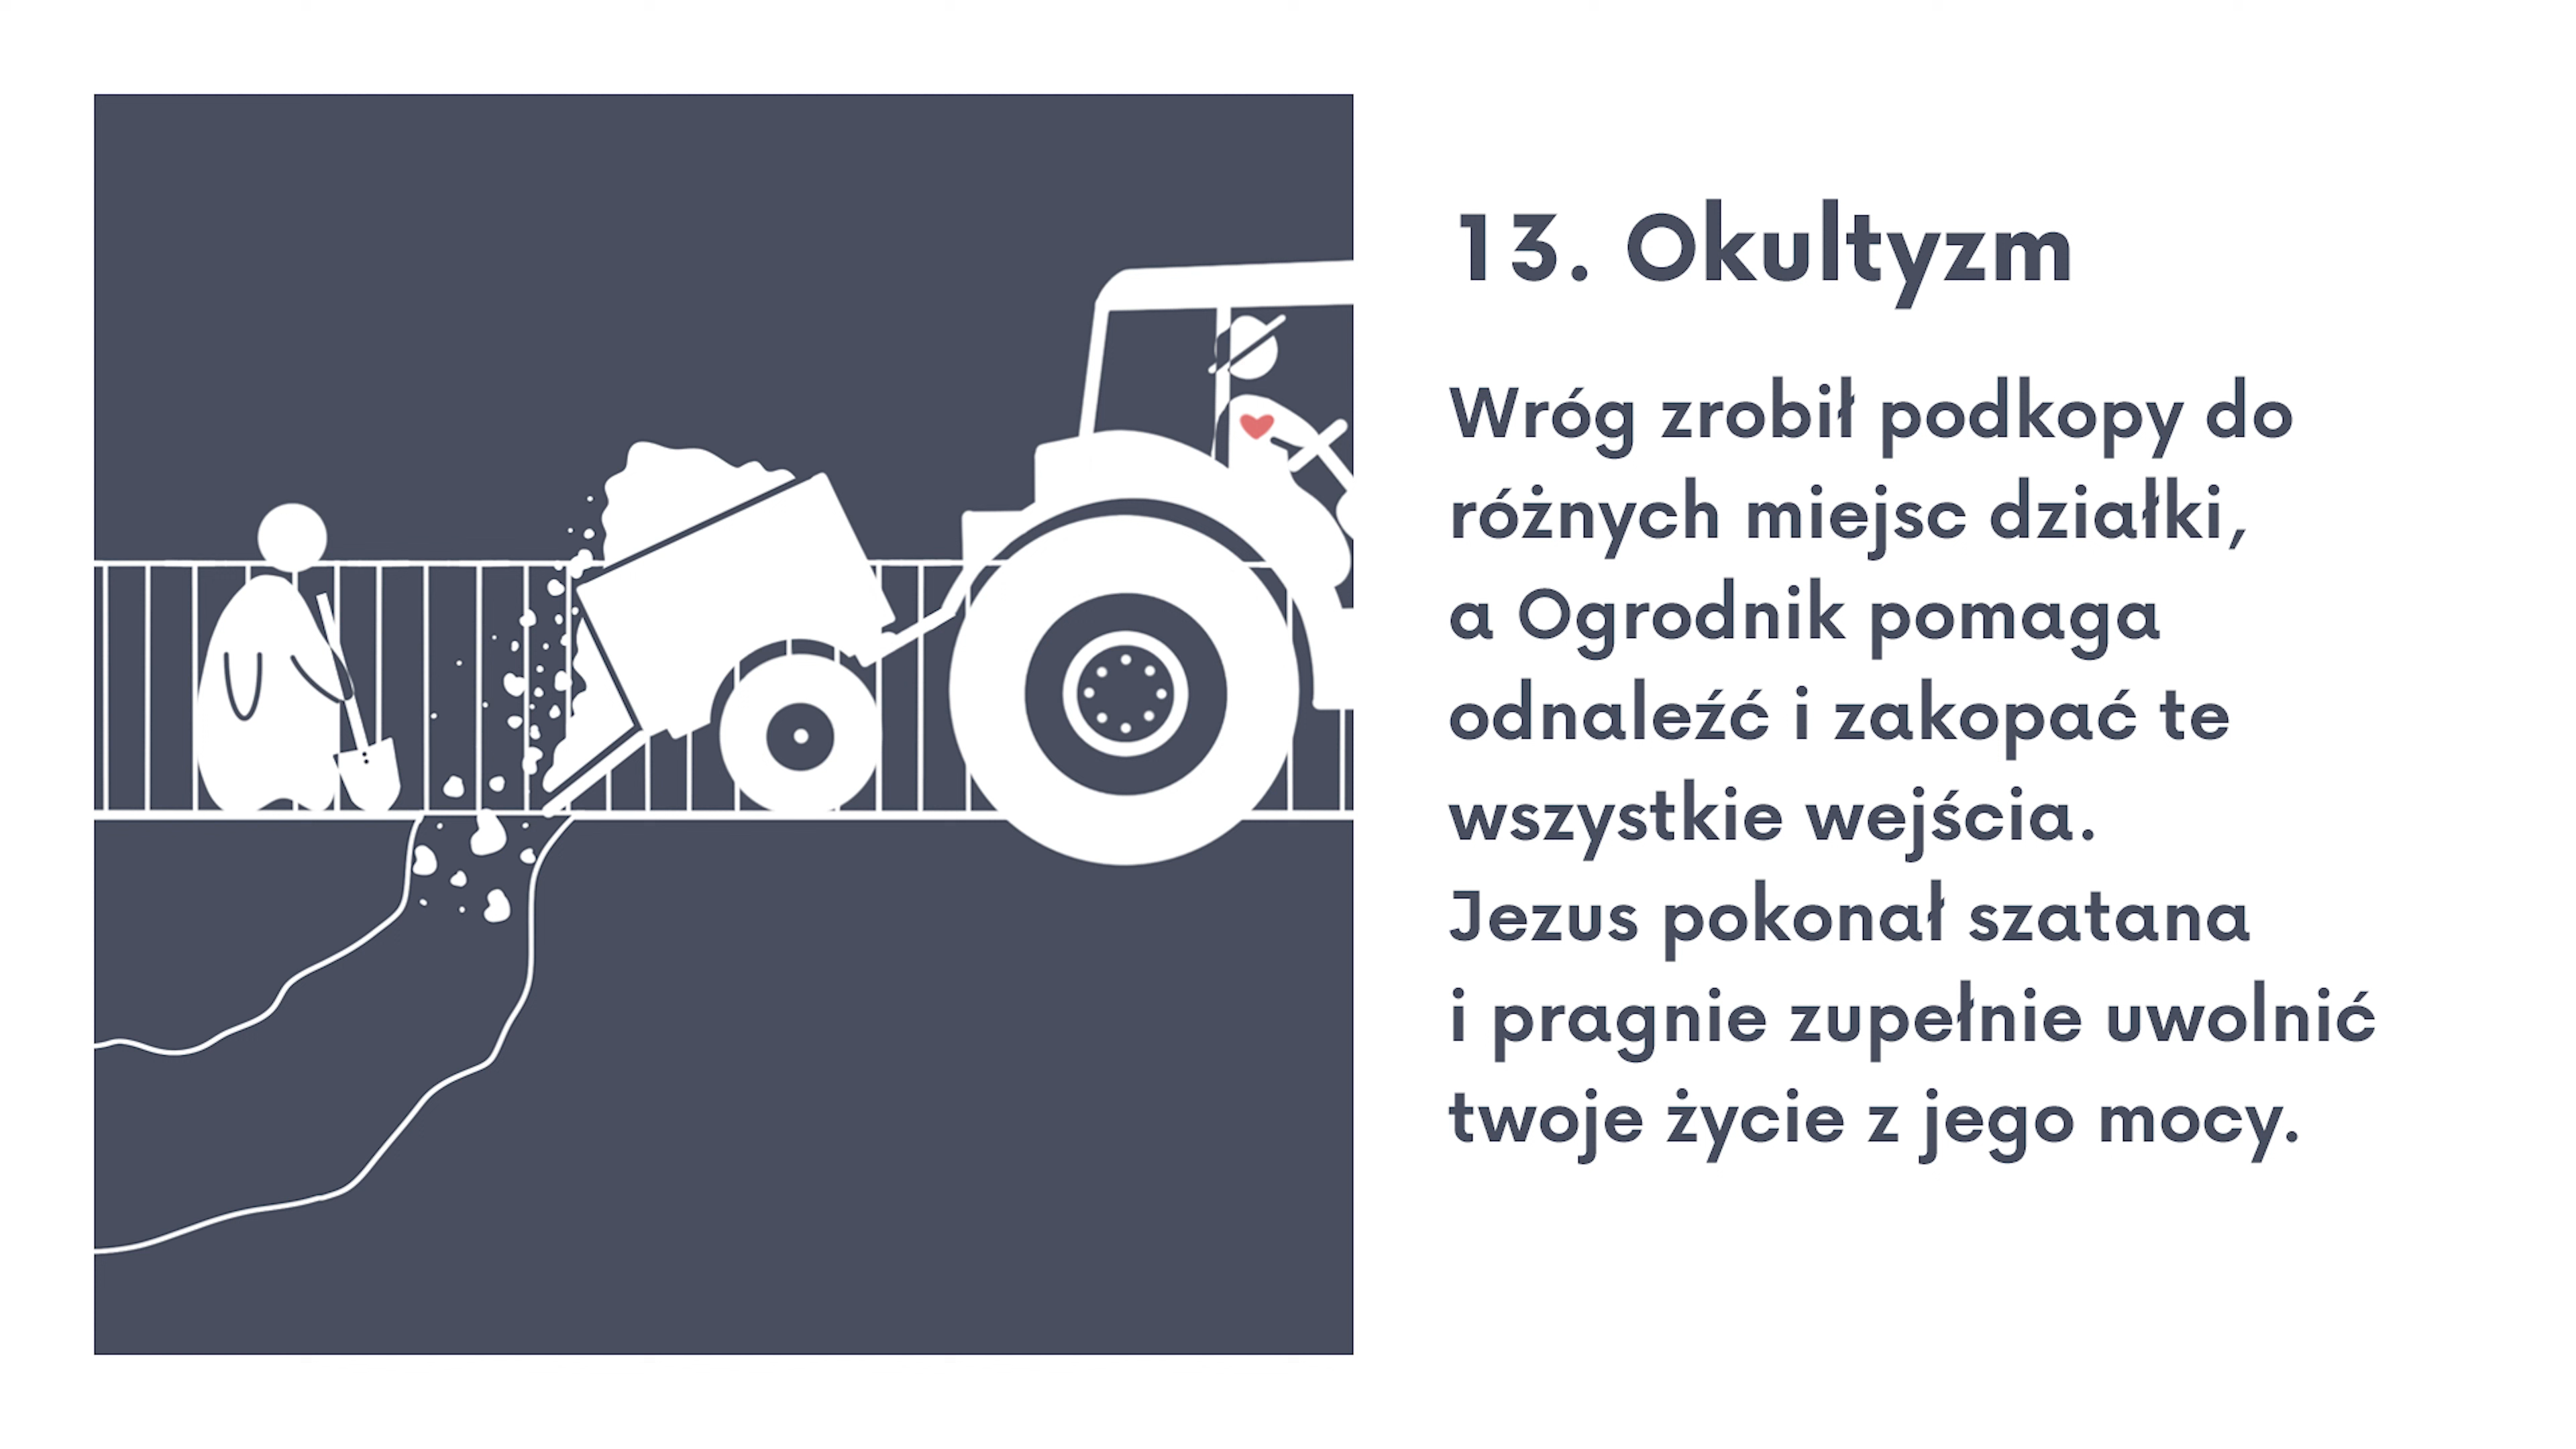 13. Okultyzm
Wróg zrobił podkopy do
różnych miejsc działki,
a Ogrodnik pomaga
odnaleźć i zakopać te
wszystkie wejścia.
Jezus pokonał szatana
i pragnie zupełnie uwolnić
twoje życie z jego mocy.